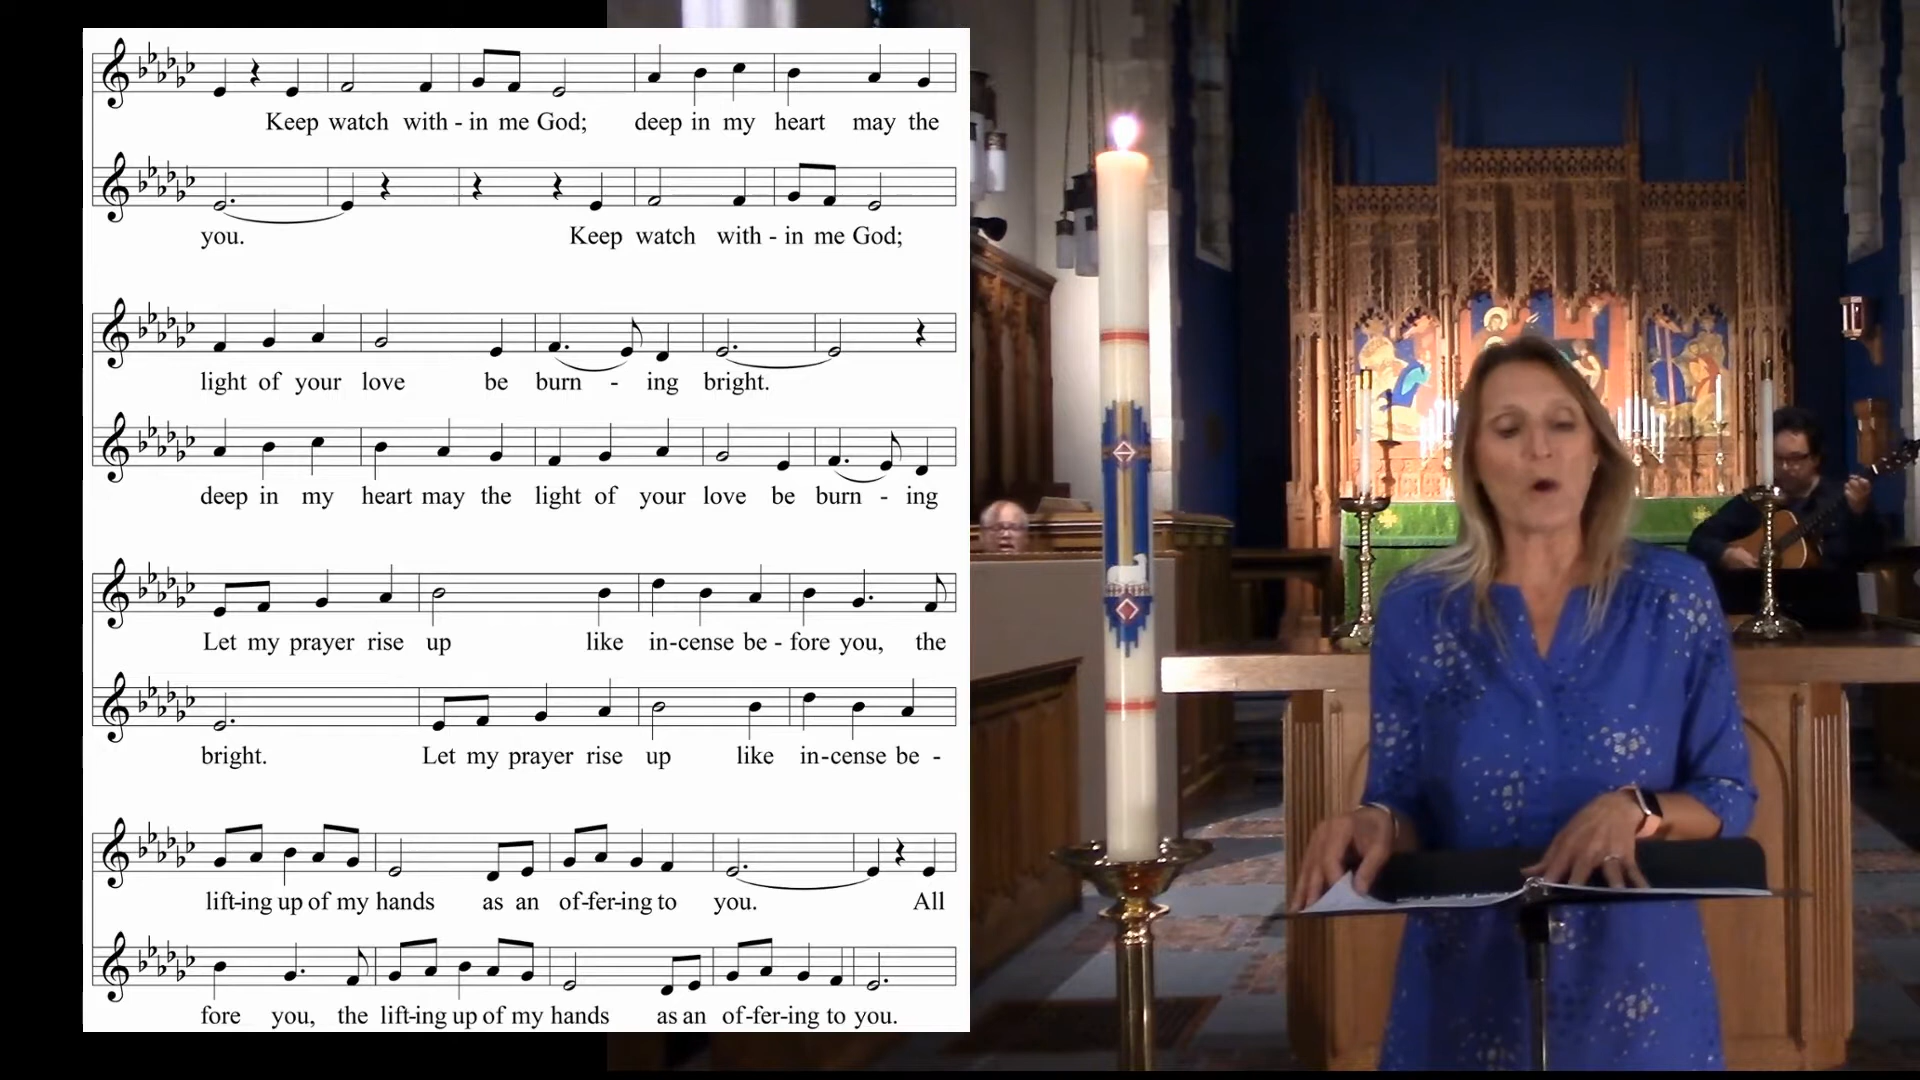 Keep watch with - in me God; deep in my heart may the
you. Keep watch with - in me God;
light of your love be burn - ing bright.
deep in my heart may the light of your love be burn - ing
Let my prayer rise up like in-cense be - fore you, the
bright. Let my prayer rise up like in-cense be -
lift-ing up of my hands as an of-fer-ing to you. All
fore you, the lift-ing up of my hands as an of-fer-ing to you.